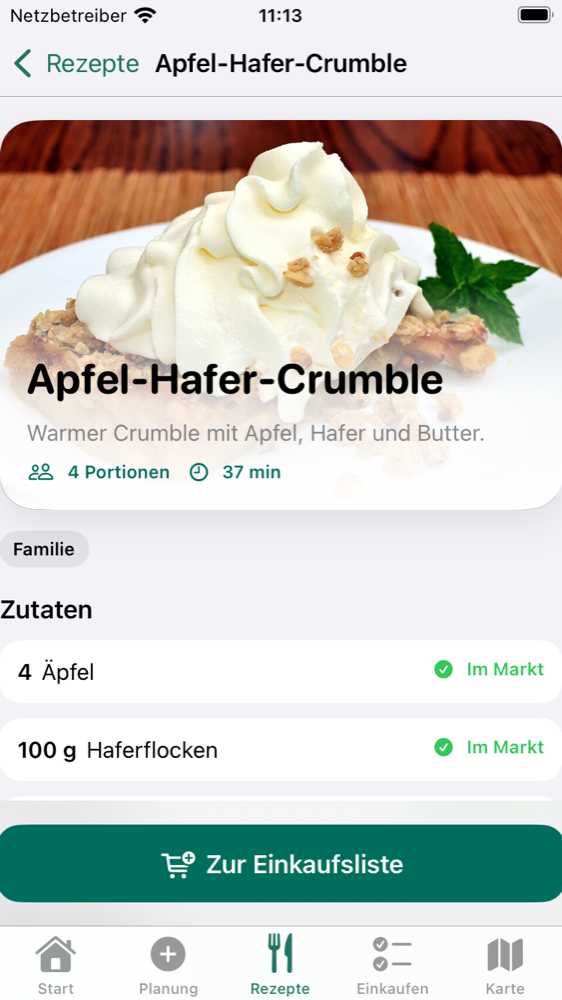 Netzbetreiber 11:13
Rezepte Apfel-Hafer-Crumble
Apfel-Hafer-Crumble
Warmer Crumble mit Apfel, Hafer und Butter.
4 Portionen 37 min
Familie
Zutaten
4 Äpfel Im Markt
100 g Haferflocken Im Markt
Zur Einkaufsliste
Start Planung Rezepte Einkaufen Karte